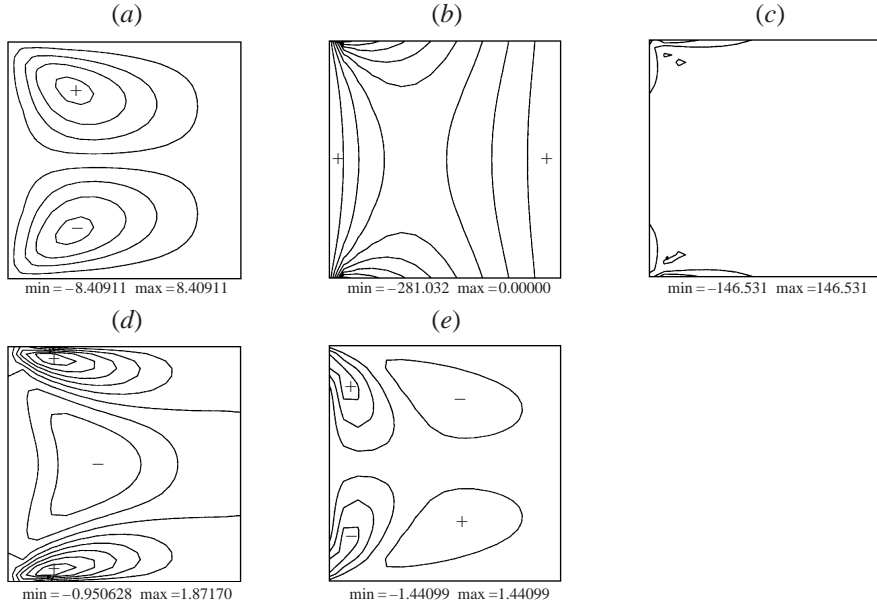 (a)
(b)
(c)
+
−
+
+
min = −8.40911 max = 8.40911
min = −281.032 max = 0.00000
min = −146.531 max = 146.531
(d)
(e)
+
−
+
+
−
−
+
min = −0.950628 max = 1.87170
min = −1.44099 max = 1.44099